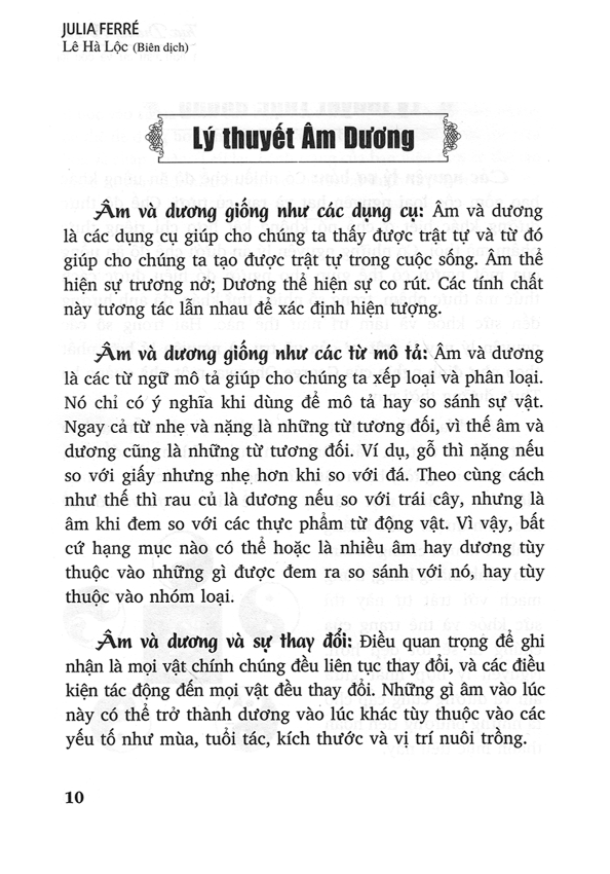 JULIA FERRÉ
Lê Hà Lộc (Biên dịch)
Lý thuyết Âm Dương
Âm và dương giống như các dụng cụ: Âm và dương
là các dụng cụ giúp cho chúng ta thấy được trật tự và từ đó
giúp cho chúng ta tạo được trật tự trong cuộc sống. Âm thể
hiện sự trương nở; Dương thể hiện sự co rút. Các tính chất
này tương tác lẫn nhau để xác định hiện tượng.
Âm và dương giống như các từ mô tả: Âm và dương
là các từ ngữ mô tả giúp cho chúng ta xếp loại và phân loại.
Nó chỉ có ý nghĩa khi dùng để mô tả hay so sánh sự vật.
Ngay cả từ nhẹ và nặng là những từ tương đối, vì thế âm và
dương cũng là những từ tương đối. Ví dụ, gỗ thì nặng nếu
so với giấy nhưng nhẹ hơn khi so với đá. Theo cùng cách
như thế thì rau củ là dương nếu so với trái cây, nhưng là
âm khi đem so với các thực phẩm từ động vật. Vì vậy, bất
cứ hạng mục nào có thể hoặc là nhiều âm hay dương tùy
thuộc vào những gì được đem ra so sánh với nó, hay tùy
thuộc vào nhóm loại.
Âm và dương và sự thay đổi: Điều quan trọng để ghi
nhận là mọi vật chính chúng đều liên tục thay đổi, và các điều
kiện tác động đến mọi vật đều thay đổi. Những gì âm vào lúc
này có thể trở thành dương vào lúc khác tùy thuộc vào các
yếu tố như mùa, tuổi tác, kích thước và vị trí nuôi trồng.
10